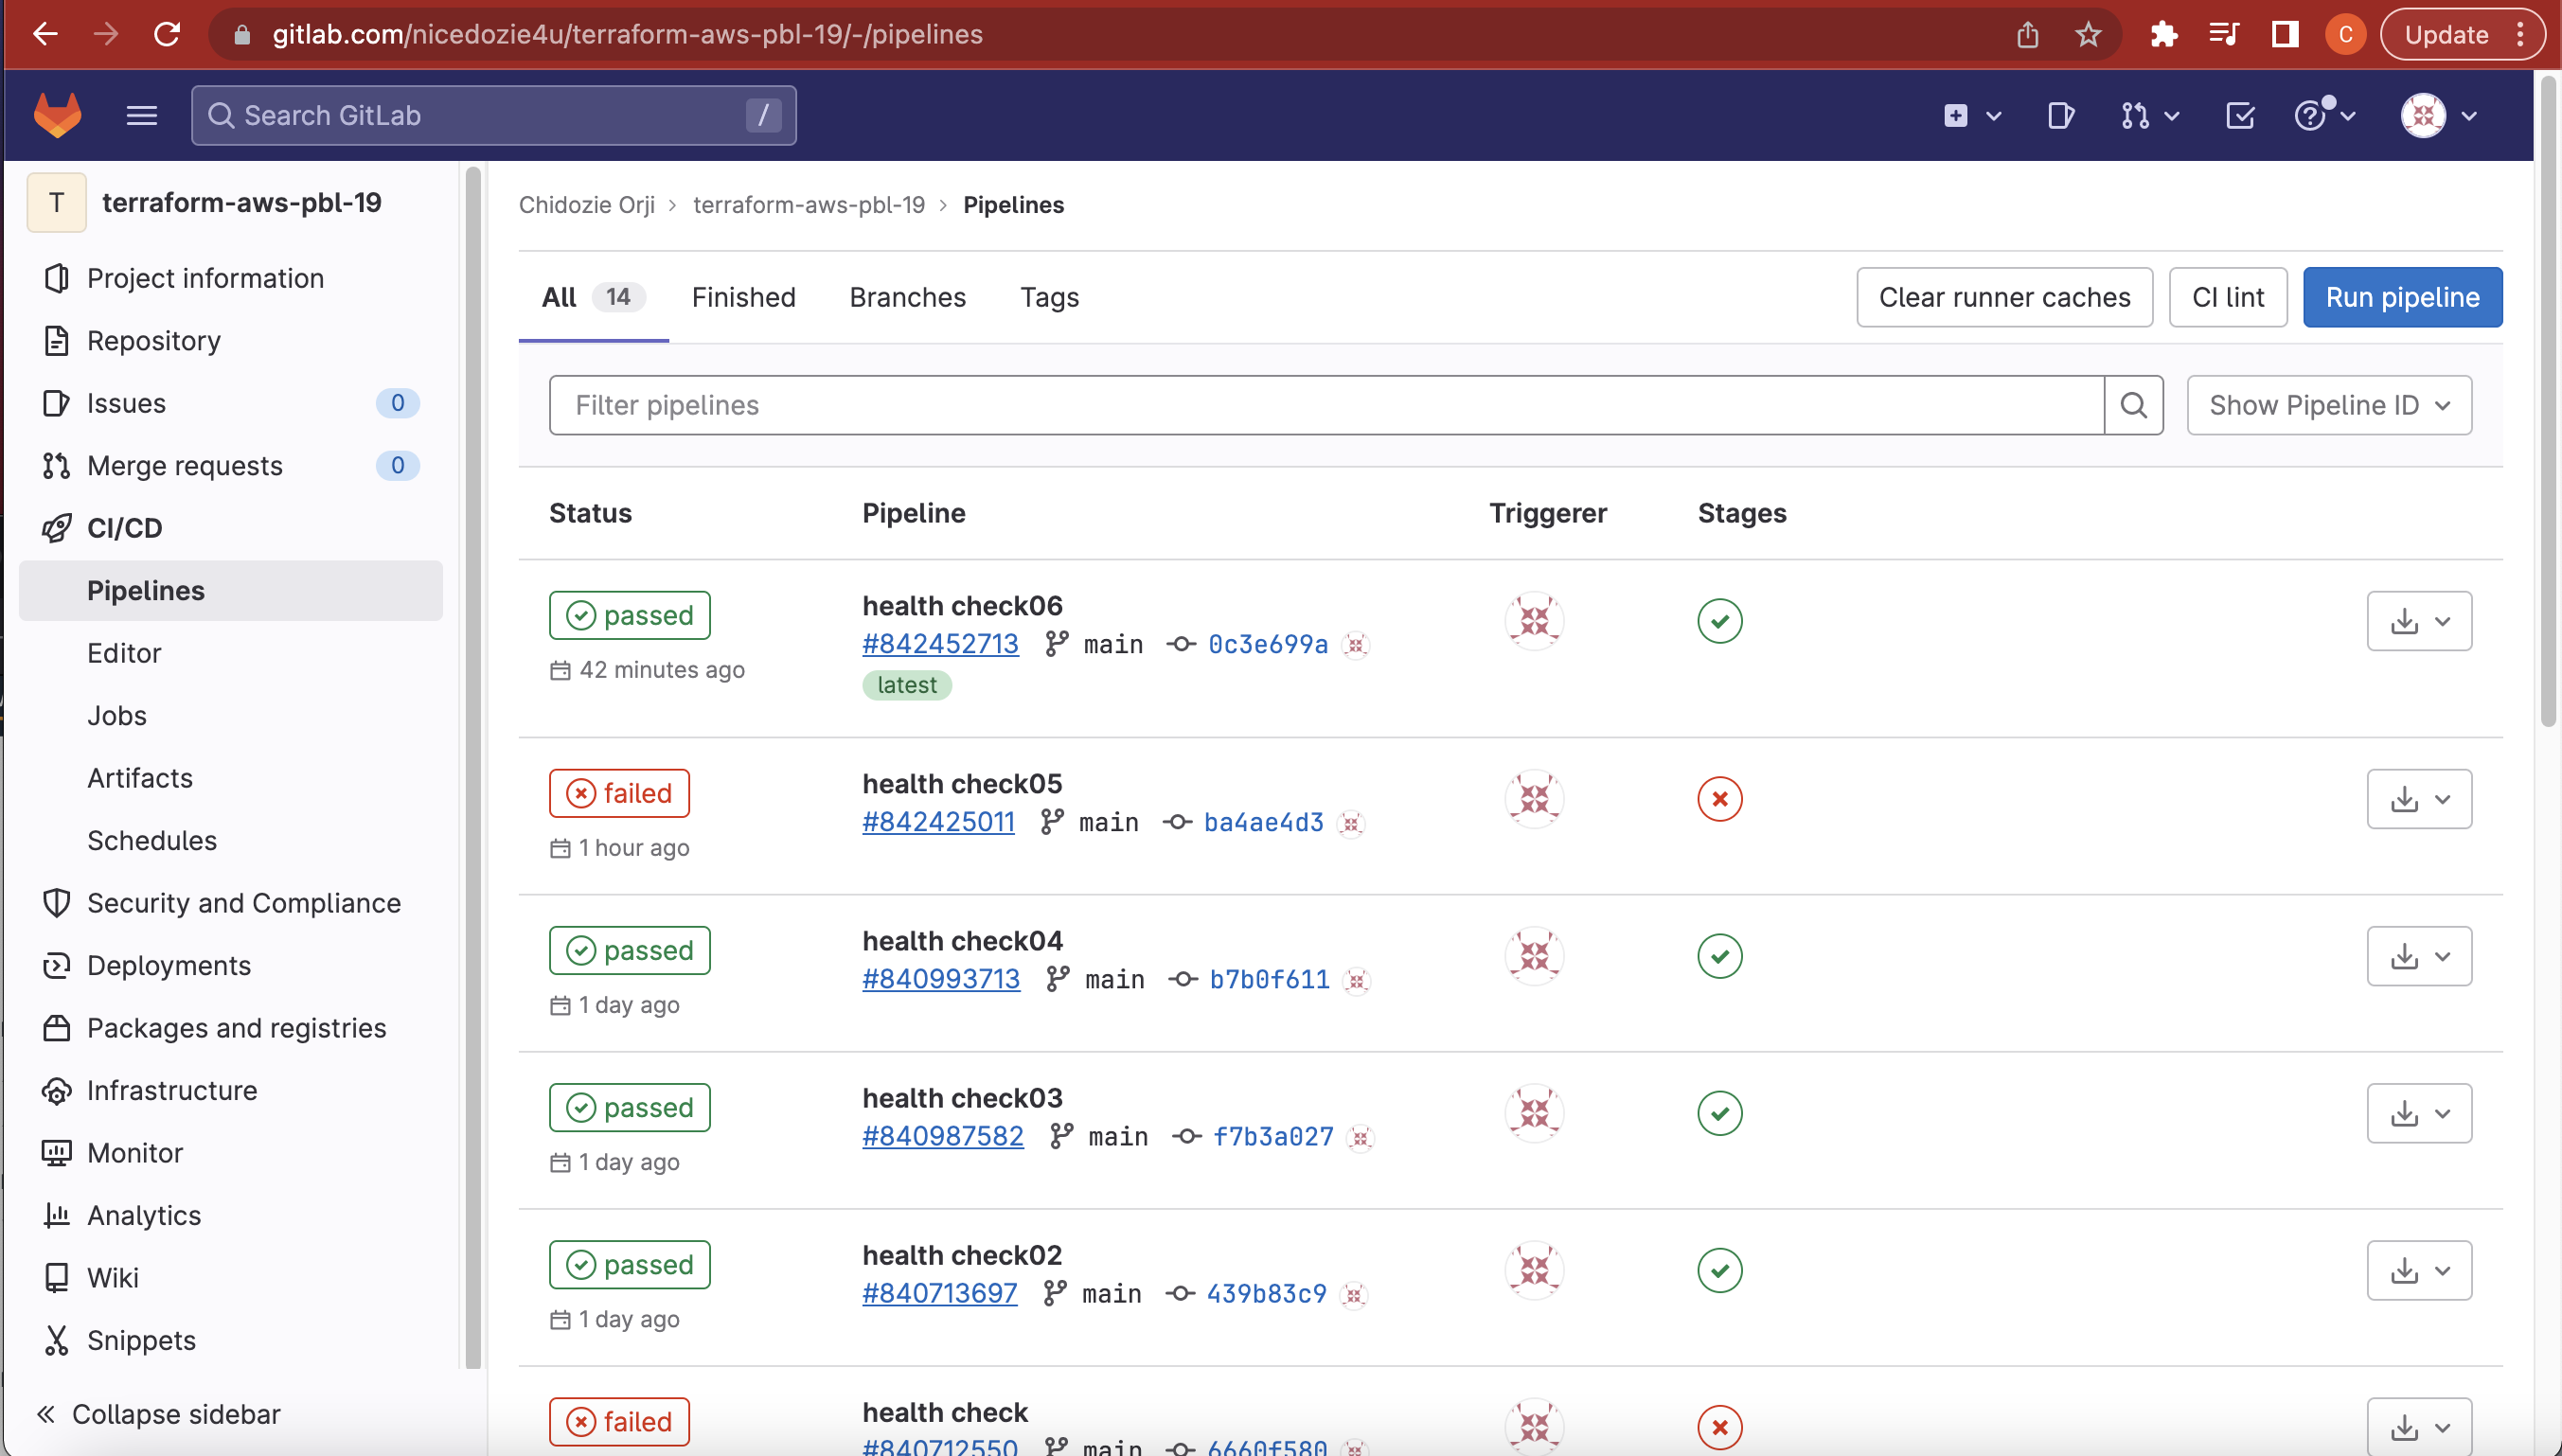 gitlab.com/nicedozie4u/terraform-aws-pbl-19/-/pipelines
C
Update
Search GitLab
/
T
terraform-aws-pbl-19
Project information
Repository
Issues 0
Merge requests 0
CI/CD
Pipelines
Editor
Jobs
Artifacts
Schedules
Security and Compliance
Deployments
Packages and registries
Infrastructure
Monitor
Analytics
Wiki
Snippets
Collapse sidebar
Chidozie Orji > terraform-aws-pbl-19 > Pipelines
All 14 Finished Branches Tags
Clear runner caches CI lint Run pipeline
Filter pipelines
Show Pipeline ID
Status Pipeline Triggerer Stages
passed
42 minutes ago
health check06
#842452713 main 0c3e699a
latest
failed
1 hour ago
health check05
#842425011 main ba4ae4d3
passed
1 day ago
health check04
#840993713 main b7b0f611
passed
1 day ago
health check03
#840987582 main f7b3a027
passed
1 day ago
health check02
#840713697 main 439b83c9
failed
health check
#840712550 main 6660f580